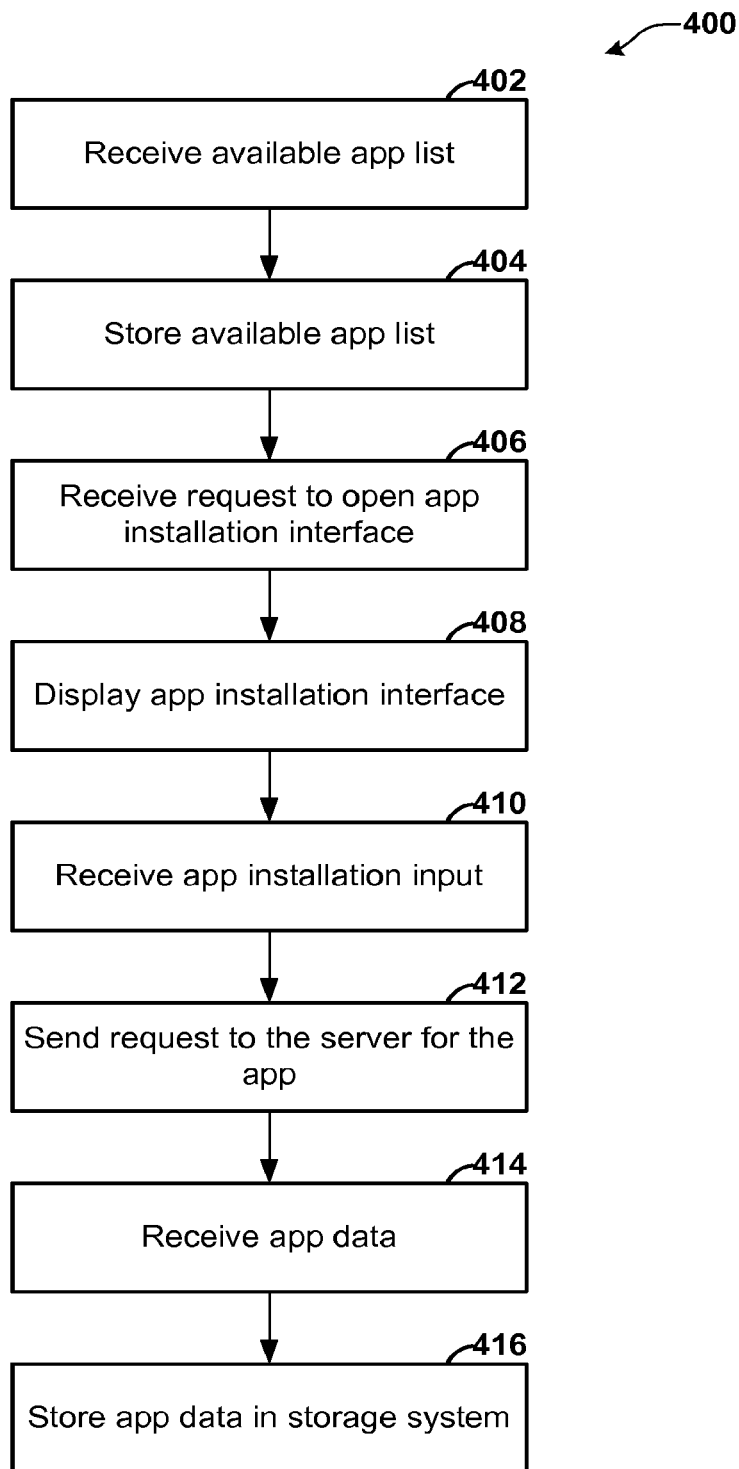 400
402
Receive available app list
404
Store available app list
406
Receive request to open app
installation interface
408
Display app installation interface
410
Receive app installation input
412
Send request to the server for the
app
414
Receive app data
416
Store app data in storage system